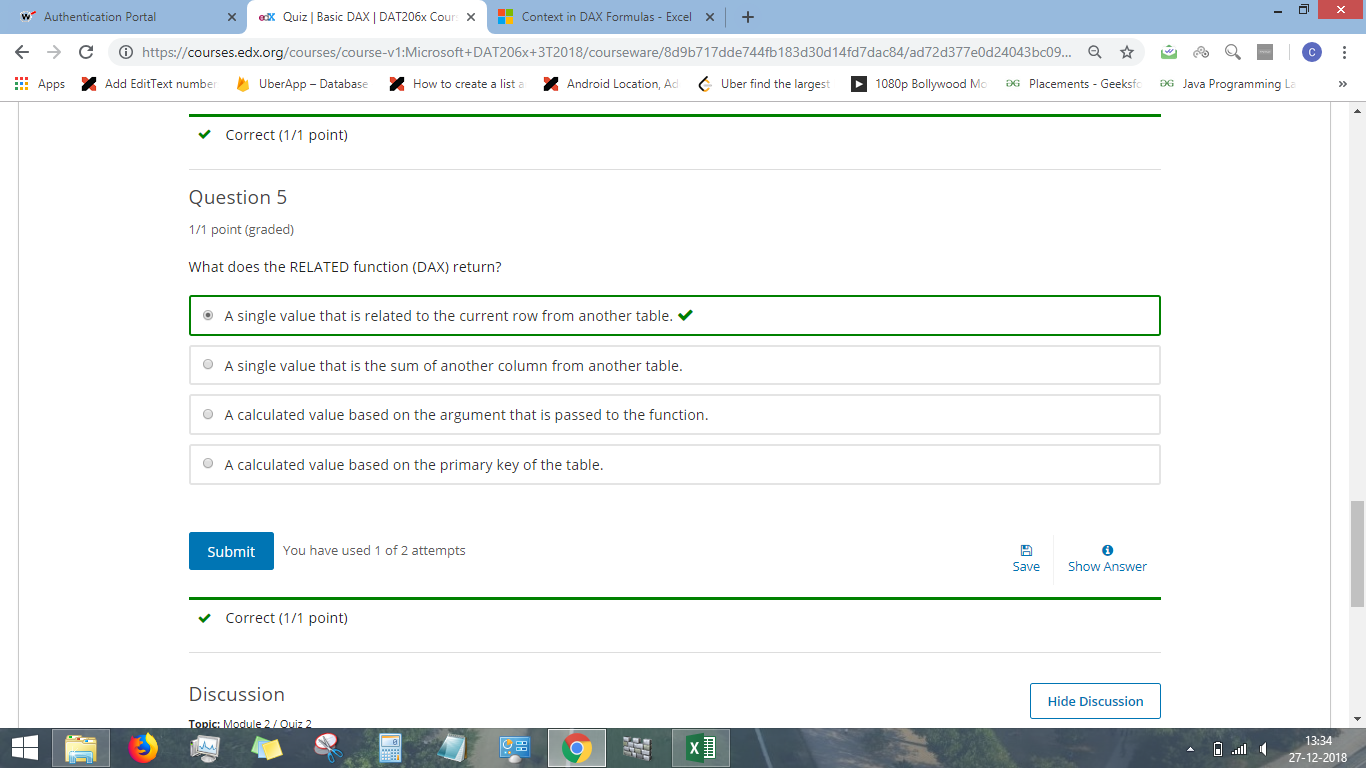 Authentication Portal
edX Quiz | Basic DAX | DAT206x Cour
Context in DAX Formulas - Excel
https://courses.edx.org/courses/course-v1:Microsoft+DAT206x+3T2018/courseware/8d9b717dde744fb183d30d14fd7dac84/ad72d377e0d24043bc09...
C
Apps
Add EditText number
UberApp – Database
How to create a list a
Android Location, Ad
Uber find the largest
1080p Bollywood Mo
Placements - Geeksfo
Java Programming La
»
Correct (1/1 point)
Question 5
1/1 point (graded)
What does the RELATED function (DAX) return?
A single value that is related to the current row from another table.
A single value that is the sum of another column from another table.
A calculated value based on the argument that is passed to the function.
A calculated value based on the primary key of the table.
Submit
You have used 1 of 2 attempts
Save
Show Answer
Correct (1/1 point)
Discussion
Hide Discussion
Topic: Module 2 / Quiz 2
13:34
27-12-2018